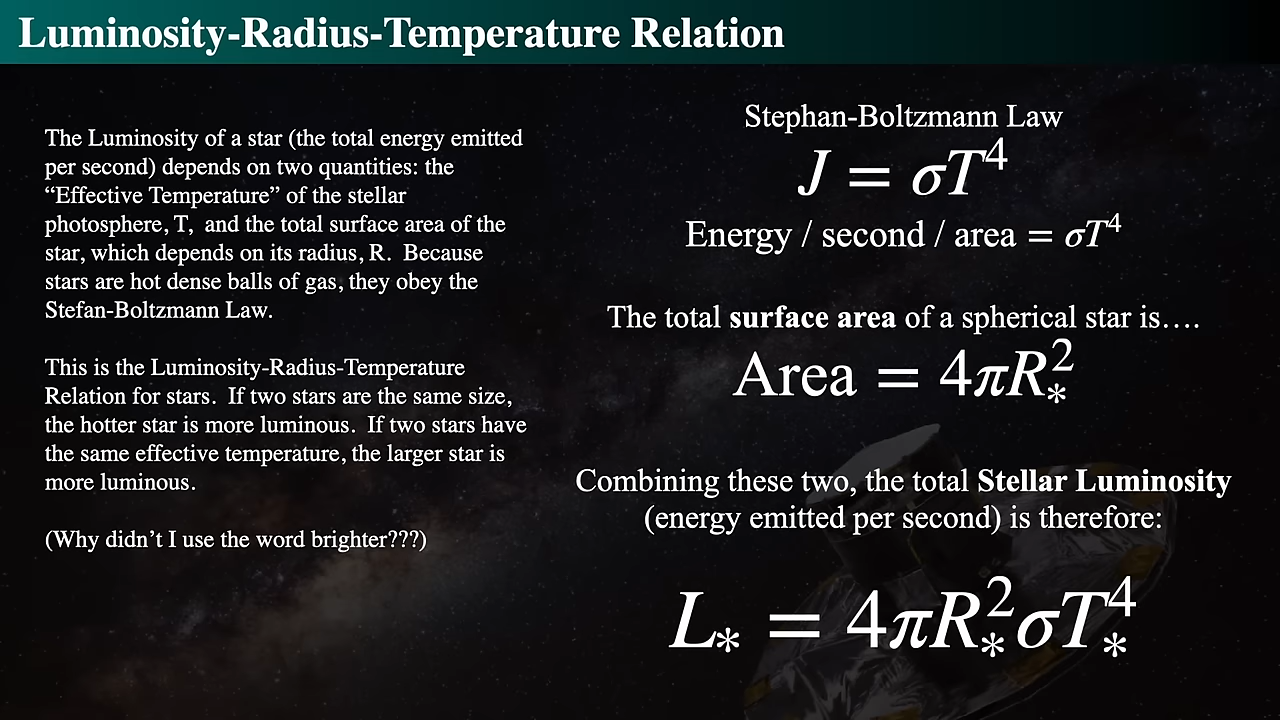 Luminosity-Radius-Temperature Relation
The Luminosity of a star (the total energy emitted
per second) depends on two quantities: the
“Effective Temperature” of the stellar
photosphere, T,  and the total surface area of the
star, which depends on its radius, R.  Because
stars are hot dense balls of gas, they obey the
Stefan-Boltzmann Law.
This is the Luminosity-Radius-Temperature
Relation for stars.  If two stars are the same size,
the hotter star is more luminous.  If two stars have
the same effective temperature, the larger star is
more luminous.
(Why didn’t I use the word brighter???)
Stephan-Boltzmann Law
J = σT⁴
Energy / second / area = σT⁴
The total surface area of a spherical star is….
Area = 4πR²∗
Combining these two, the total Stellar Luminosity
(energy emitted per second) is therefore:
L∗ = 4πR²∗σT⁴∗